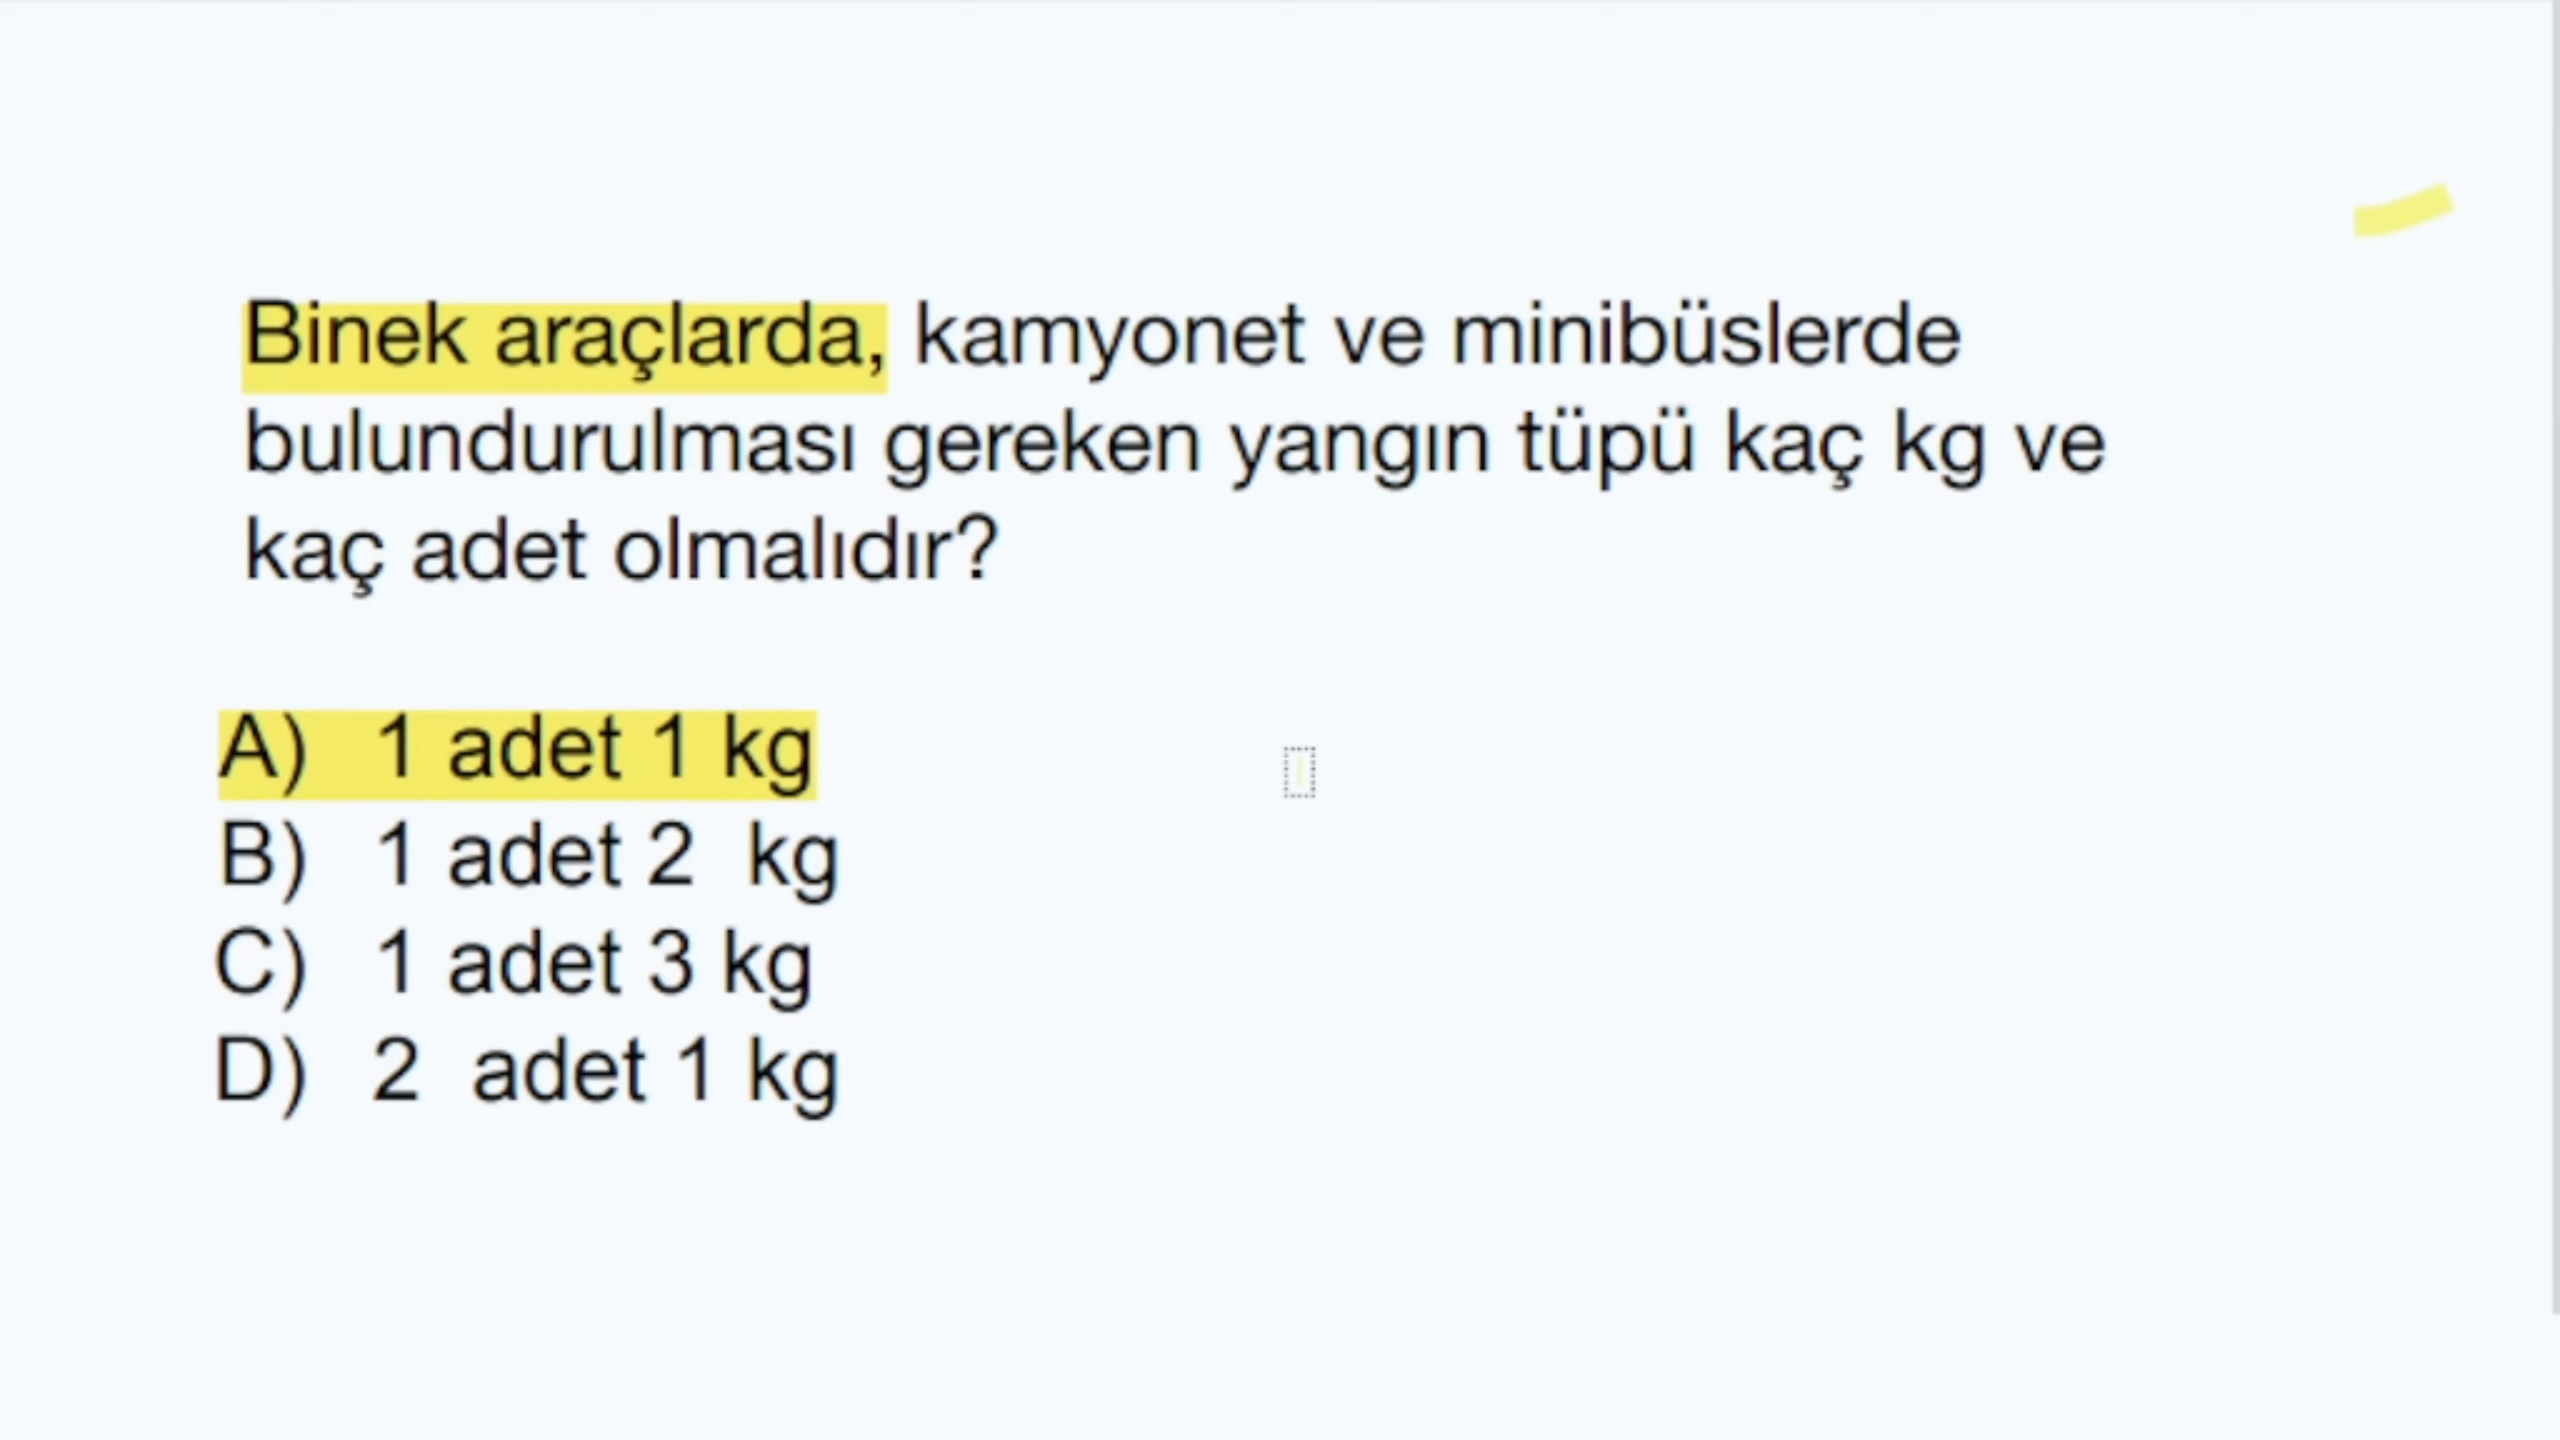 Binek araçlarda, kamyonet ve minibüslerde
bulundurulması gereken yangın tüpü kaç kg ve
kaç adet olmalıdır?
A) 1 adet 1 kg
B) 1 adet 2 kg
C) 1 adet 3 kg
D) 2 adet 1 kg